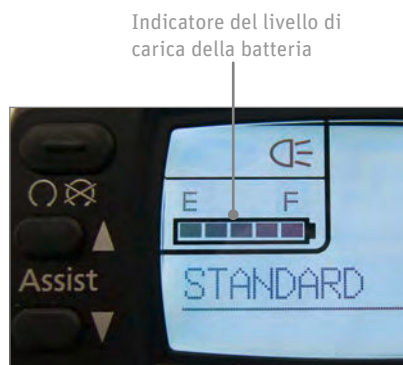 Indicatore del livello di
carica della batteria
E F
Assist
STANDARD